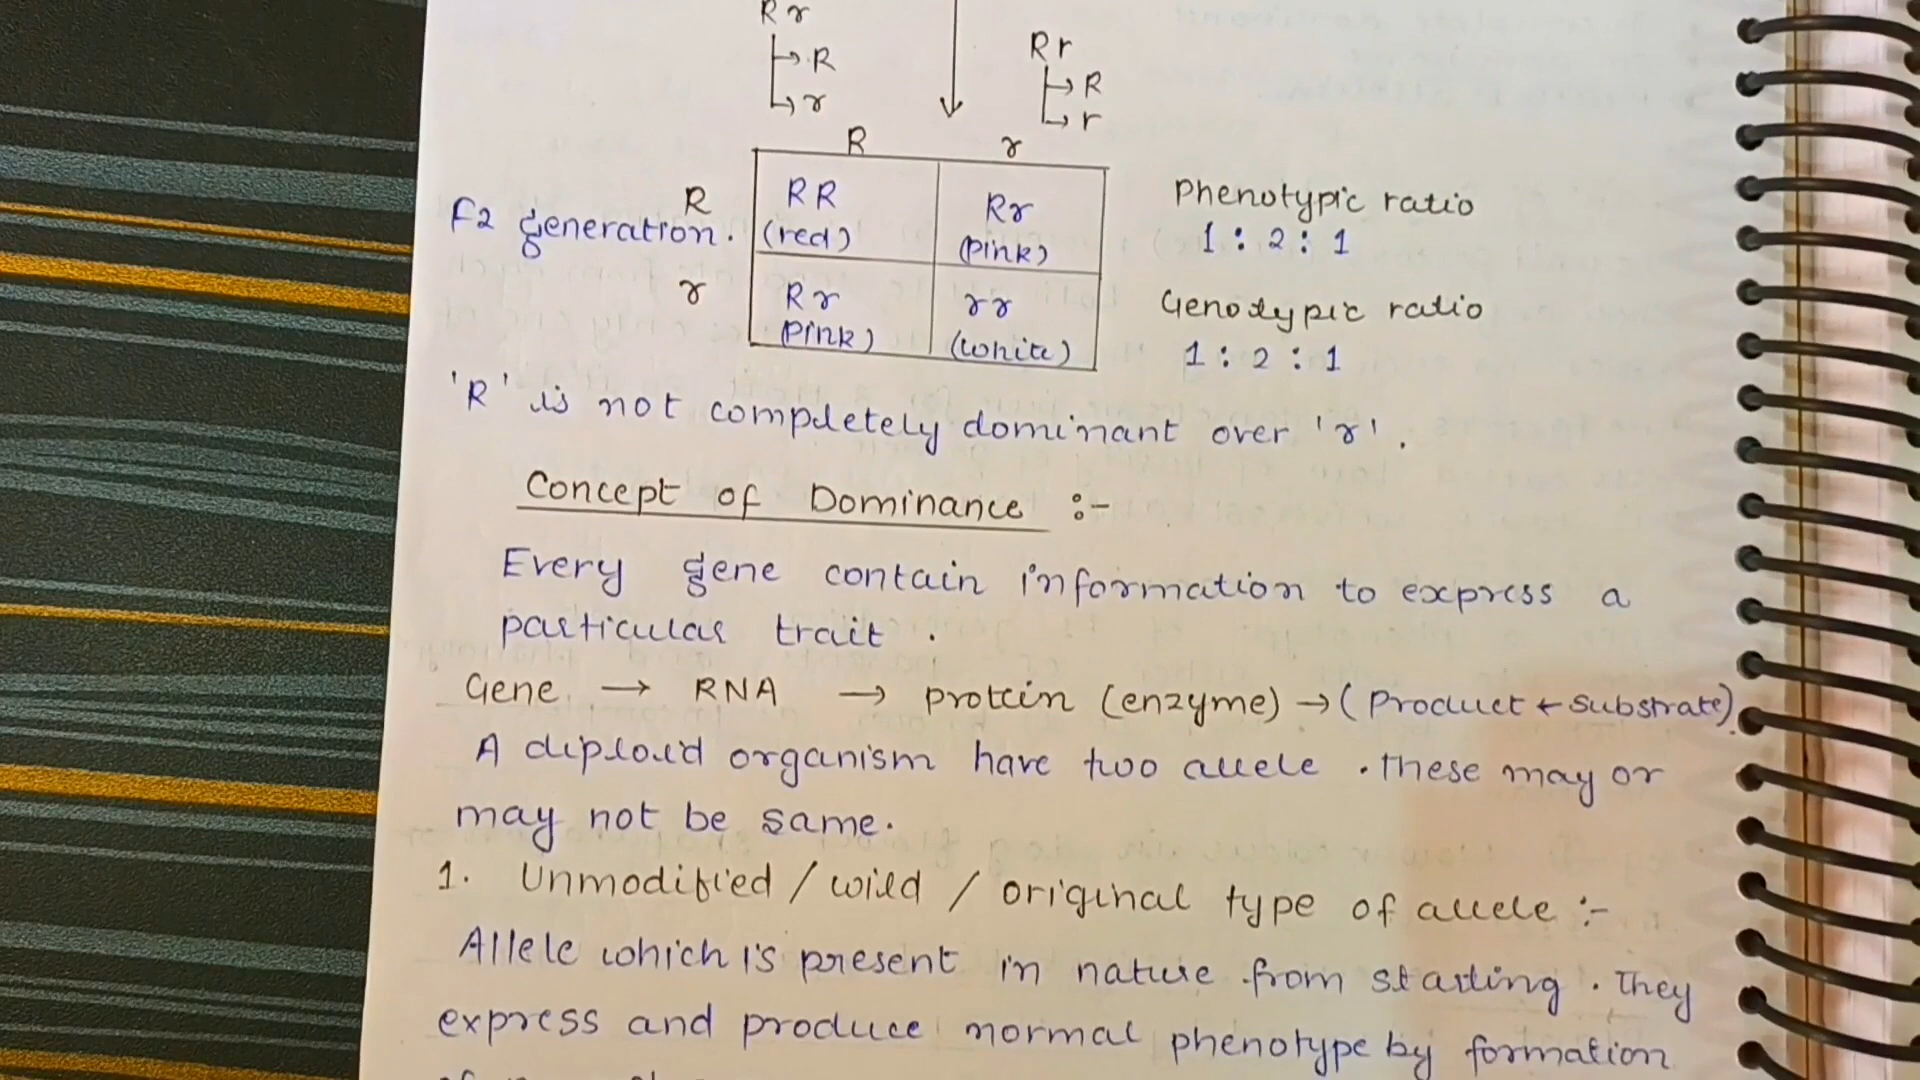 Rr
Rr
→ R
→ R
→ r
→ r
R r
R RR Rr
F2 generation. (red) (pink)
Phenotypic ratio
1 : 2 : 1
r Rr rr
(pink) (white)
Genotypic ratio
1 : 2 : 1
'R' is not completely dominant over 'r'.
Concept of Dominance :-
Every gene contain information to express a
particular trait .
Gene → RNA → protein (enzyme) → (Product + Substrate).
A diploid organism have two allele . These may or
may not be same.
1. Unmodified / wild / original type of allele :-
Allele which is present in nature from starting . They
express and produce normal phenotype by formation